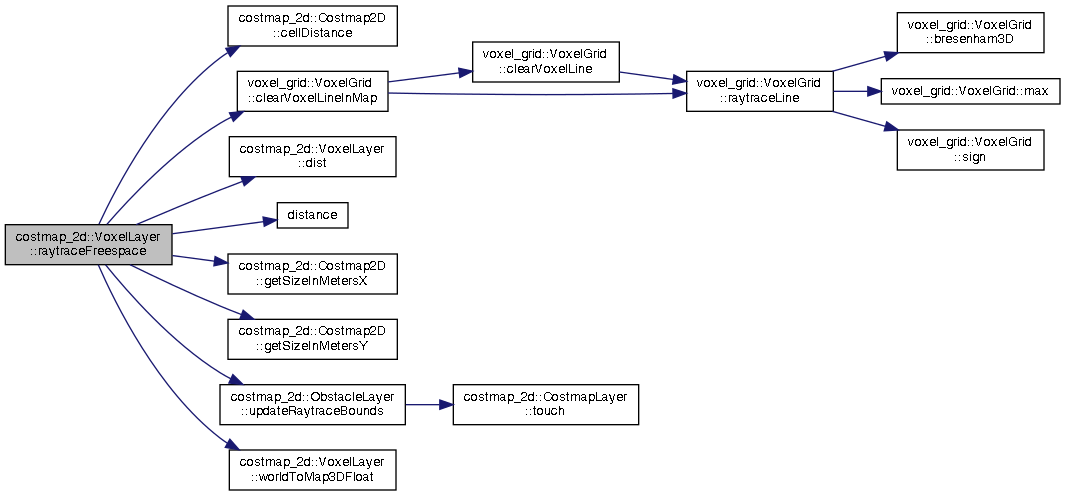 costmap_2d::VoxelLayer
::raytraceFreespace
costmap_2d::Costmap2D
::cellDistance
voxel_grid::VoxelGrid
::clearVoxelLineInMap
voxel_grid::VoxelGrid
::clearVoxelLine
voxel_grid::VoxelGrid
::raytraceLine
voxel_grid::VoxelGrid
::bresenham3D
voxel_grid::VoxelGrid::max
voxel_grid::VoxelGrid
::sign
costmap_2d::VoxelLayer
::dist
distance
costmap_2d::Costmap2D
::getSizeInMetersX
costmap_2d::Costmap2D
::getSizeInMetersY
costmap_2d::ObstacleLayer
::updateRaytraceBounds
costmap_2d::CostmapLayer
::touch
costmap_2d::VoxelLayer
::worldToMap3DFloat